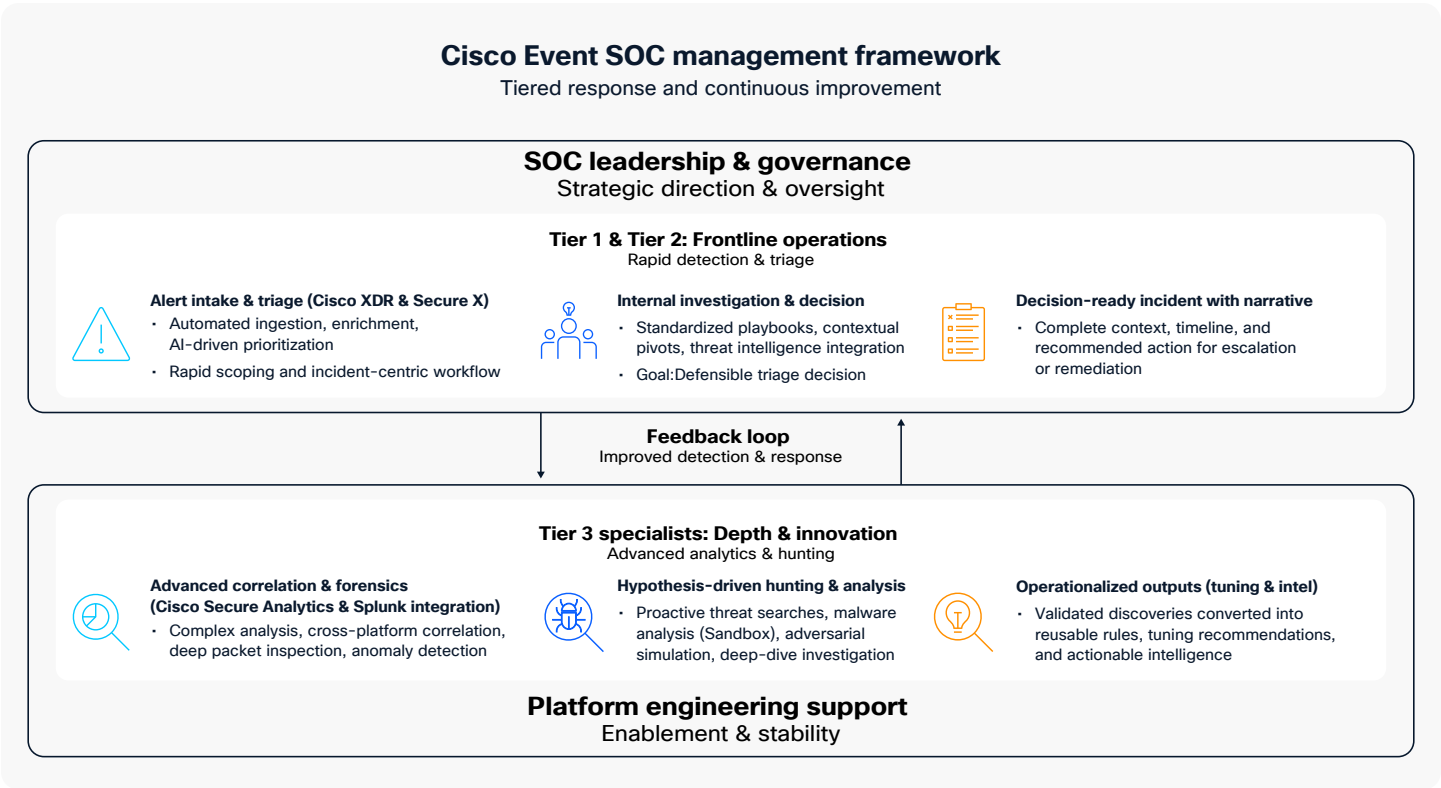 Cisco Event SOC management framework
Tiered response and continuous improvement
SOC leadership & governance
Strategic direction & oversight
Tier 1 & Tier 2: Frontline operations
Rapid detection & triage
Alert intake & triage (Cisco XDR & Secure X)
• Automated ingestion, enrichment,
AI-driven prioritization
• Rapid scoping and incident-centric workflow
Internal investigation & decision
• Standardized playbooks, contextual
pivots, threat intelligence integration
• Goal:Defensible triage decision
Decision-ready incident with narrative
• Complete context, timeline, and
recommended action for escalation
or remediation
Feedback loop
Improved detection & response
Tier 3 specialists: Depth & innovation
Advanced analytics & hunting
Advanced correlation & forensics
(Cisco Secure Analytics & Splunk integration)
• Complex analysis, cross-platform correlation,
deep packet inspection, anomaly detection
Hypothesis-driven hunting & analysis
• Proactive threat searches, malware
analysis (Sandbox), adversarial
simulation, deep-dive investigation
Operationalized outputs (tuning & intel)
• Validated discoveries converted into
reusable rules, tuning recommendations,
and actionable intelligence
Platform engineering support
Enablement & stability